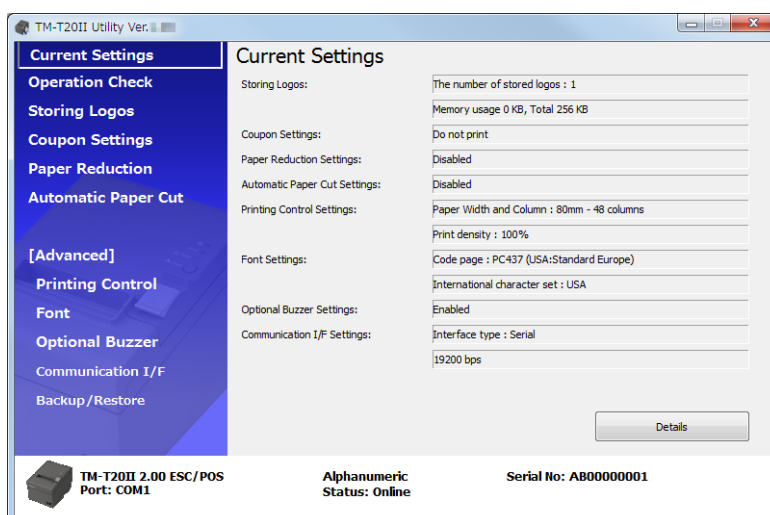 TM-T20II Utility Ver.
Current Settings
Operation Check
Storing Logos
Coupon Settings
Paper Reduction
Automatic Paper Cut
[Advanced]
Printing Control
Font
Optional Buzzer
Communication I/F
Backup/Restore
Current Settings
Storing Logos: The number of stored logos : 1
Memory usage 0 KB, Total 256 KB
Coupon Settings: Do not print
Paper Reduction Settings: Disabled
Automatic Paper Cut Settings: Disabled
Printing Control Settings: Paper Width and Column : 80mm - 48 columns
Print density : 100%
Font Settings: Code page : PC437 (USA:Standard Europe)
International character set : USA
Optional Buzzer Settings: Enabled
Communication I/F Settings: Interface type : Serial
19200 bps
Details
TM-T20II 2.00 ESC/POS Alphanumeric Serial No: AB00000001
Port: COM1 Status: Online